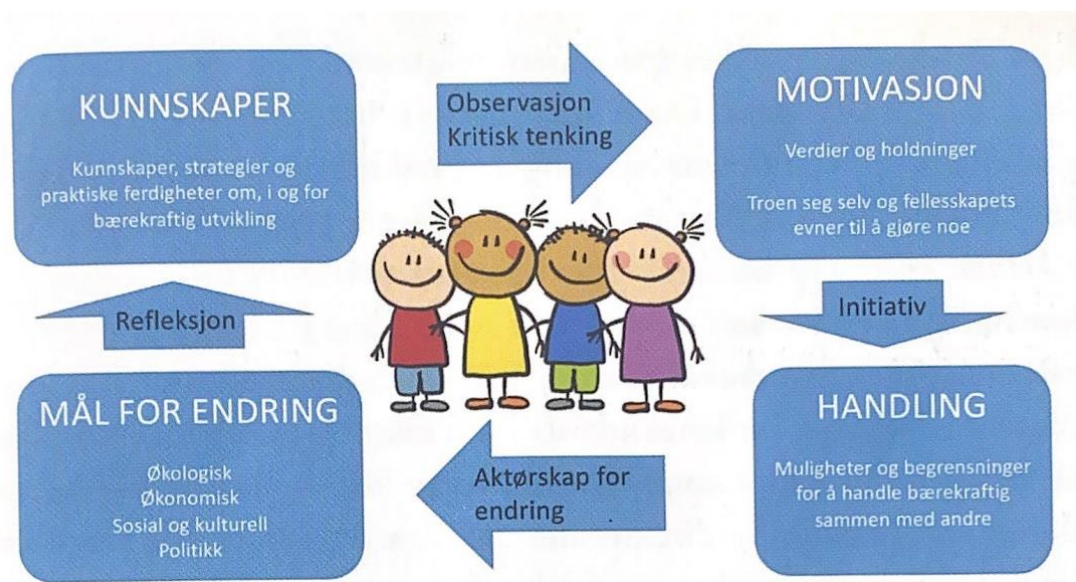 KUNNSKAPER
Kunnskaper, strategier og
praktiske ferdigheter om, i og for
bærekraftig utvikling
Observasjon
Kritisk tenking
MOTIVASJON
Verdier og holdninger
Troen seg selv og fellesskapets
evner til å gjøre noe
Initiativ
HANDLING
Muligheter og begrensninger
for å handle bærekraftig
sammen med andre
Aktørskap for
endring
MÅL FOR ENDRING
Økologisk
Økonomisk
Sosial og kulturell
Politikk
Refleksjon